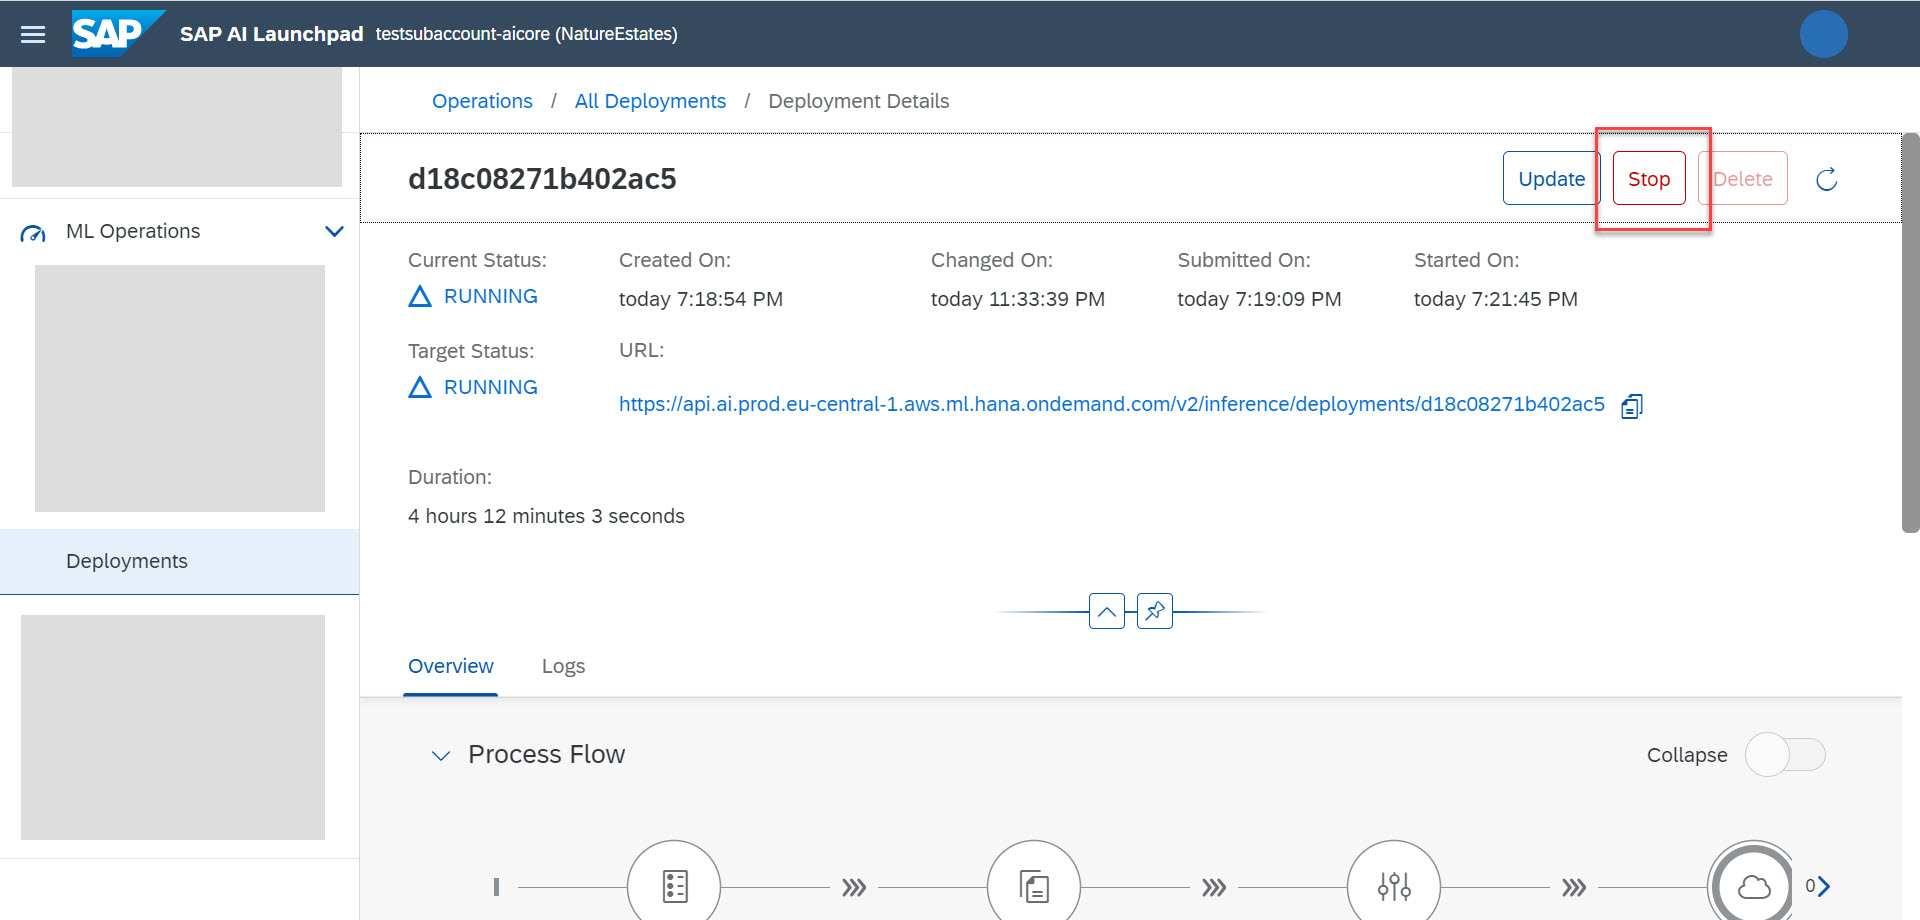 SAP SAP AI Launchpad testsubaccount-aicore (NatureEstates)
Operations / All Deployments / Deployment Details
d18c08271b402ac5
Update Stop Delete
ML Operations
Current Status: Created On: Changed On: Submitted On: Started On:
RUNNING today 7:18:54 PM today 11:33:39 PM today 7:19:09 PM today 7:21:45 PM
Target Status: URL:
RUNNING
https://api.ai.prod.eu-central-1.aws.ml.hana.ondemand.com/v2/inference/deployments/d18c08271b402ac5
Duration:
4 hours 12 minutes 3 seconds
Deployments
Overview Logs
Process Flow Collapse
0